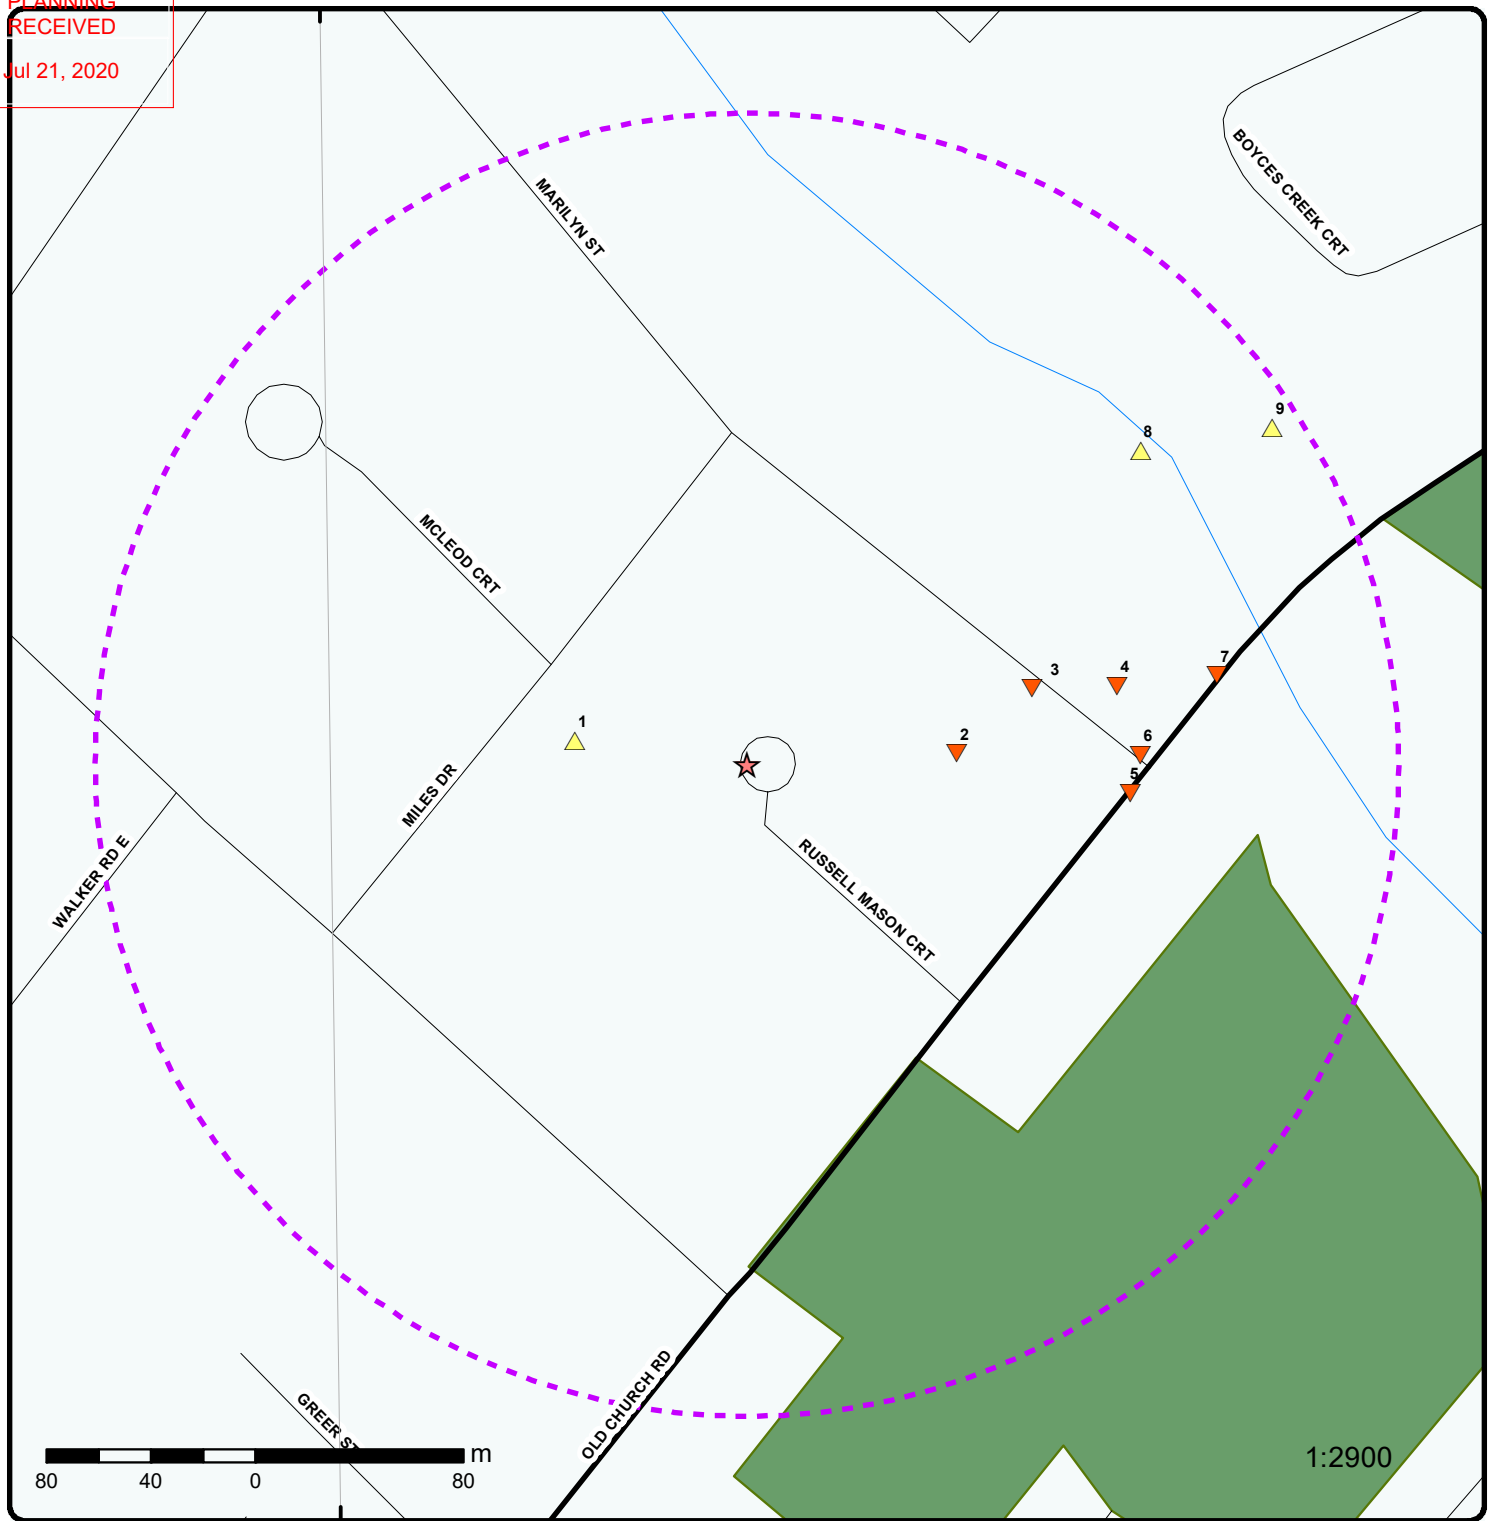 PLANNING
RECEIVED
Jul 21, 2020
BOYCES CREEK CRT
MARILYN ST
9
8
MCLEOD CRT
7
3
4
1
2
6
5
MILES DR
WALKER RD E
RUSSELL MASON CRT
OLD CHURCH RD
GREER ST
m
1:2900
80 40 0 80